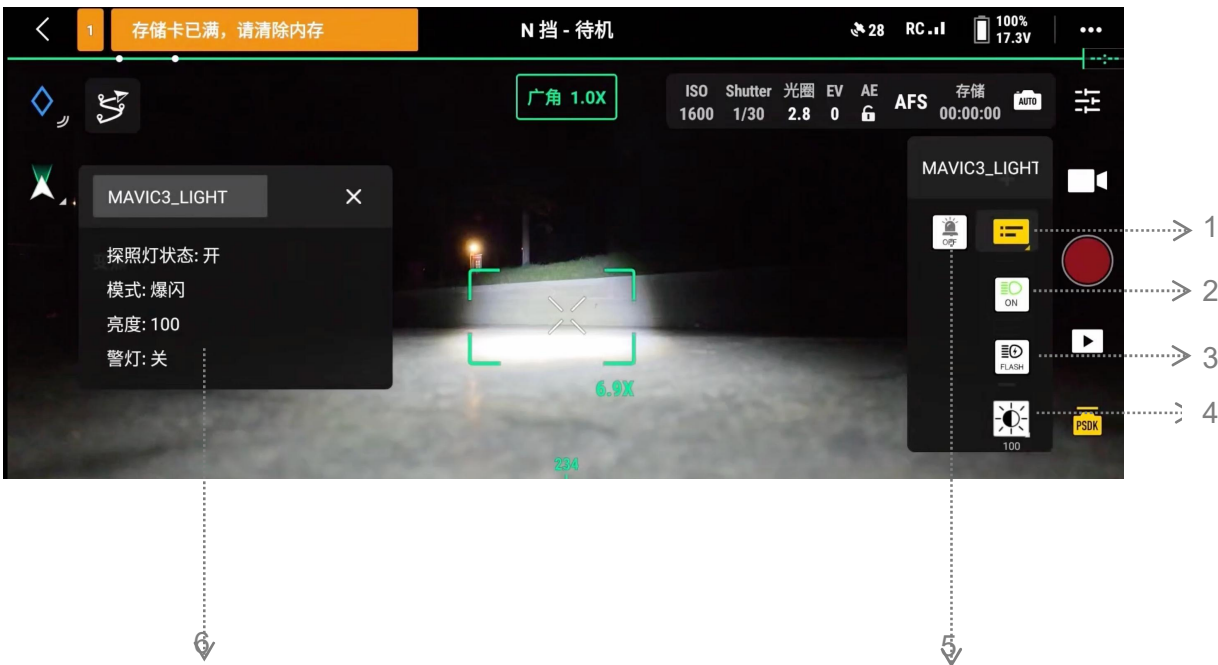 1 存储卡已满，请清除内存 N 挡 - 待机 28 RC 100%
17.3V
广角 1.0X
ISO Shutter 光圈 EV AE AFS 存储 AUTO
1600 1/30 2.8 0 00:00:00
MAVIC3_LIGHT
MAVIC3_LIGHT
探照灯状态: 开
模式: 爆闪
亮度: 100
警灯: 关
OFF
1
ON
2
FLASH
3
4
100
PSDK
6.9X
234
6
5